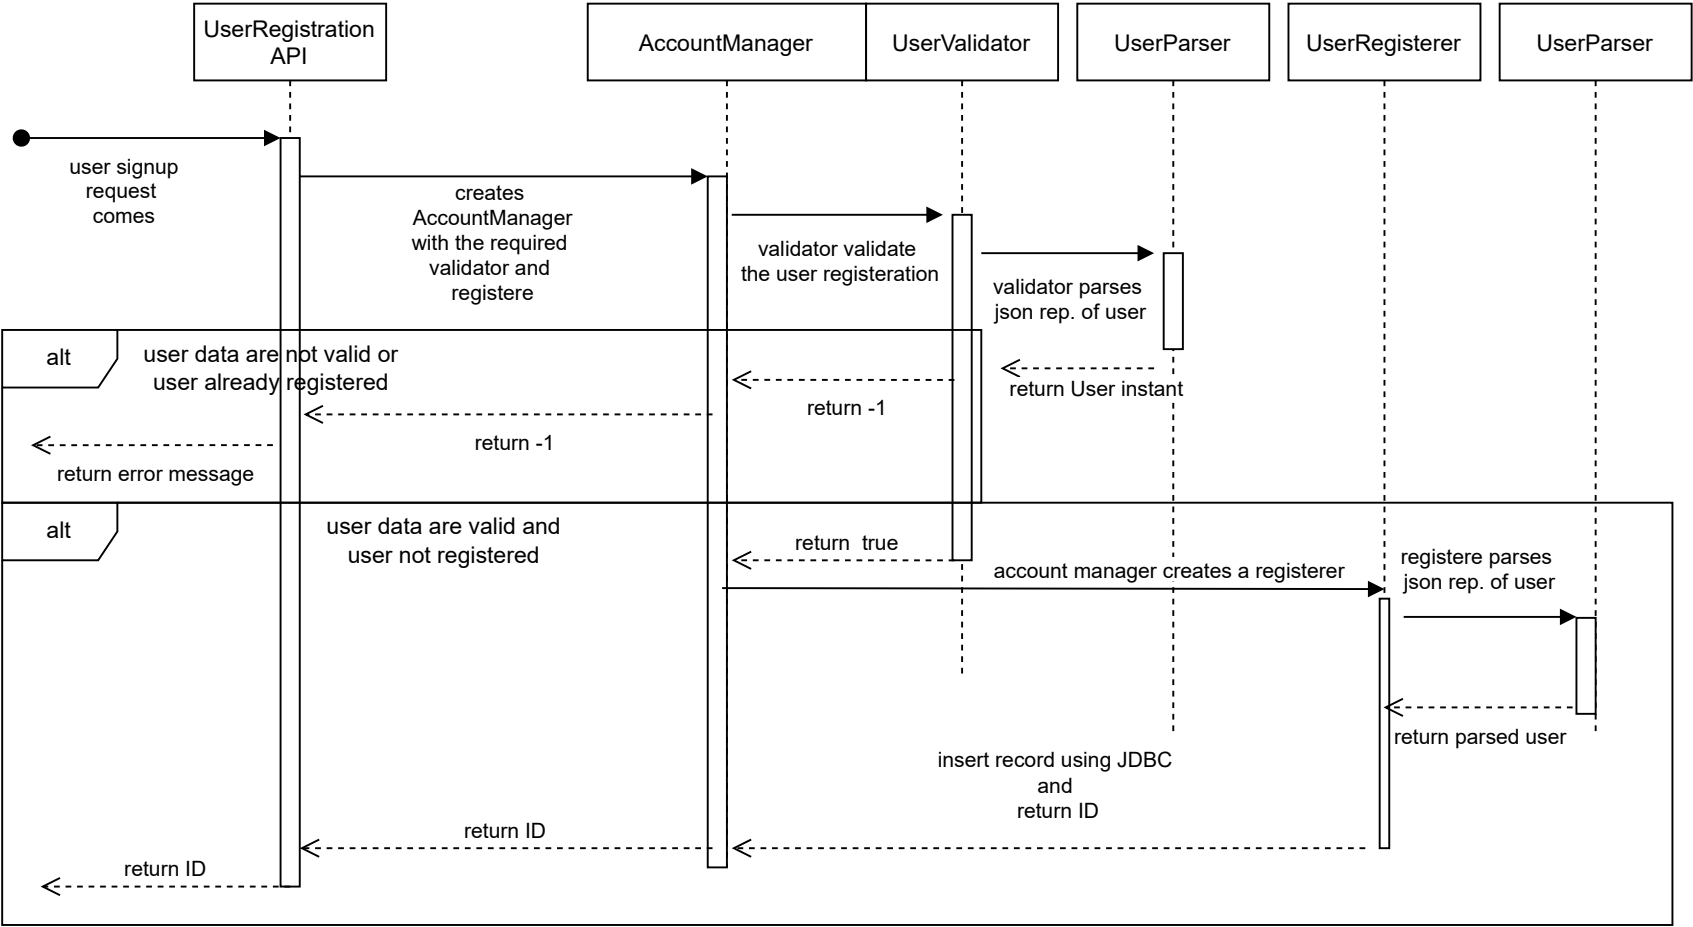 UserRegistration
API
AccountManager
UserValidator
UserParser
UserRegisterer
UserParser
user signup
request
comes
creates
AccountManager
with the required
validator and
registere
validator validate
the user registeration
validator parses
json rep. of user
return User instant
alt
user data are not valid or
user already registered
return -1
return -1
return error message
alt
user data are valid and
user not registered
return  true
account manager creates a registerer
registere parses
json rep. of user
return parsed user
insert record using JDBC
and
return ID
return ID
return ID